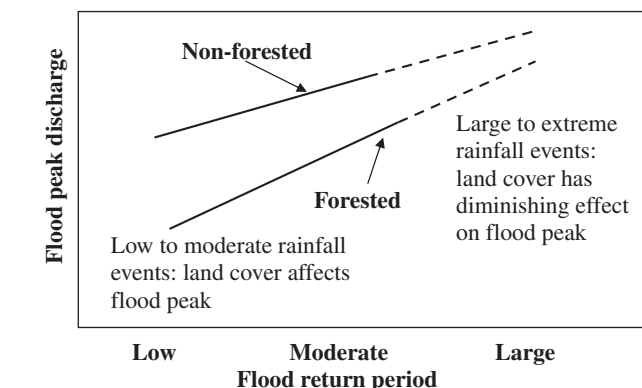 Flood peak discharge
Non-forested
Forested
Large to extreme
rainfall events:
land cover has
diminishing effect
on flood peak
Low to moderate rainfall
events: land cover affects
flood peak
Low Moderate Large
Flood return period